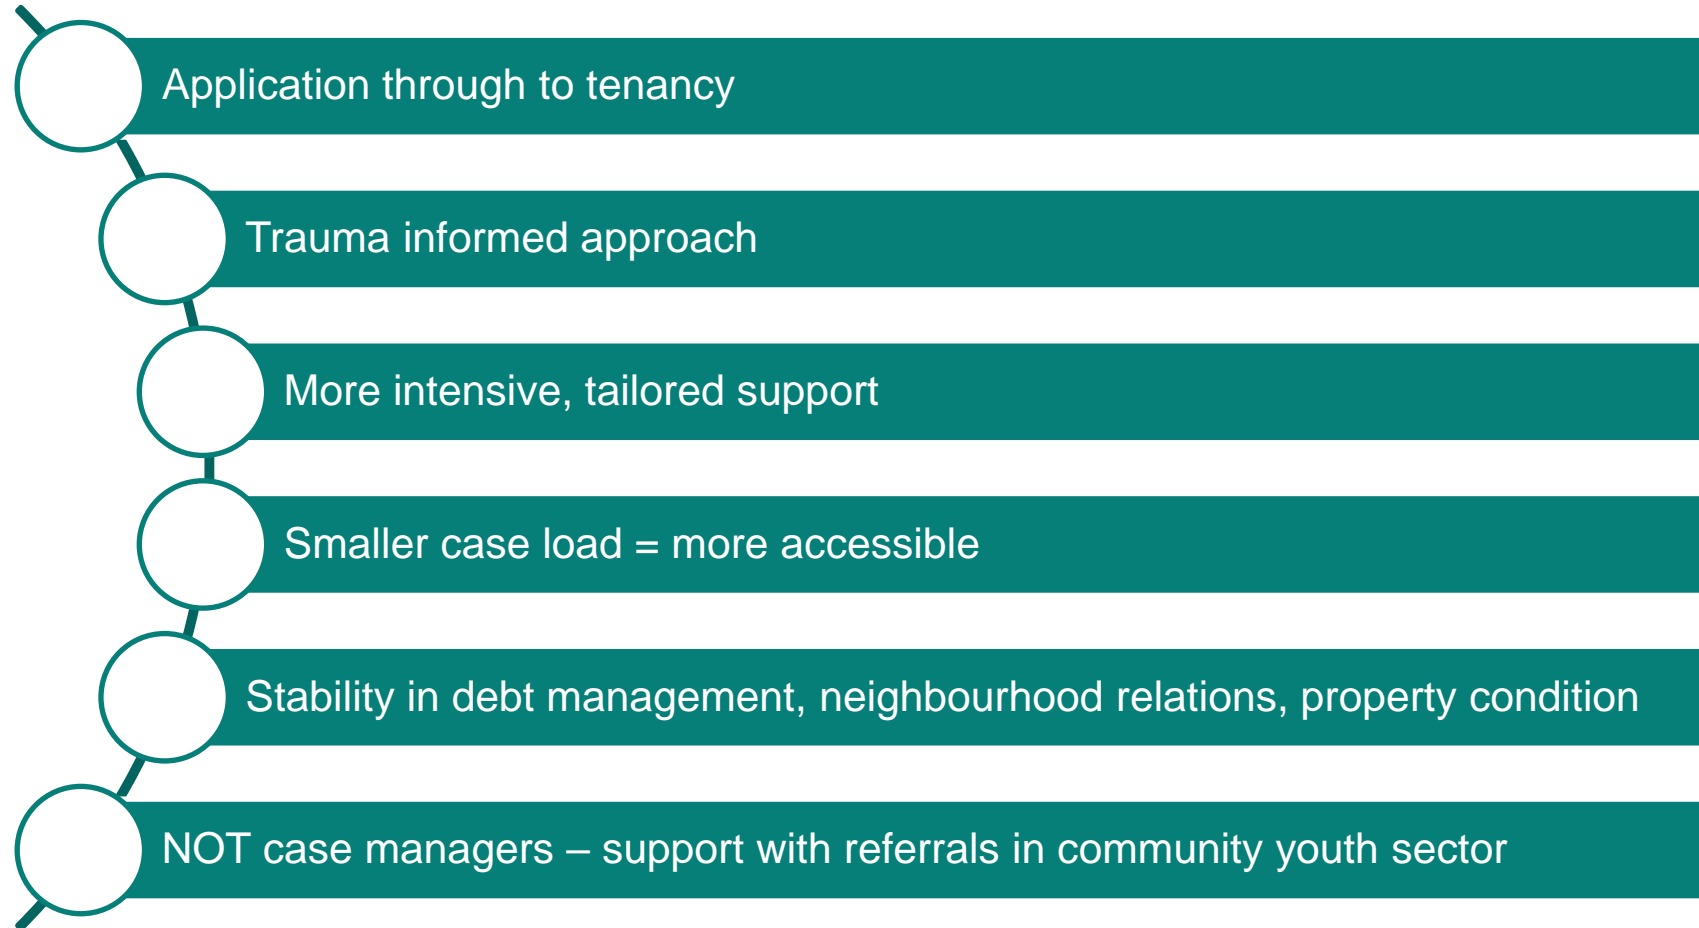 Application through to tenancy
Trauma informed approach
More intensive, tailored support
Smaller case load = more accessible
Stability in debt management, neighbourhood relations, property condition
NOT case managers – support with referrals in community youth sector